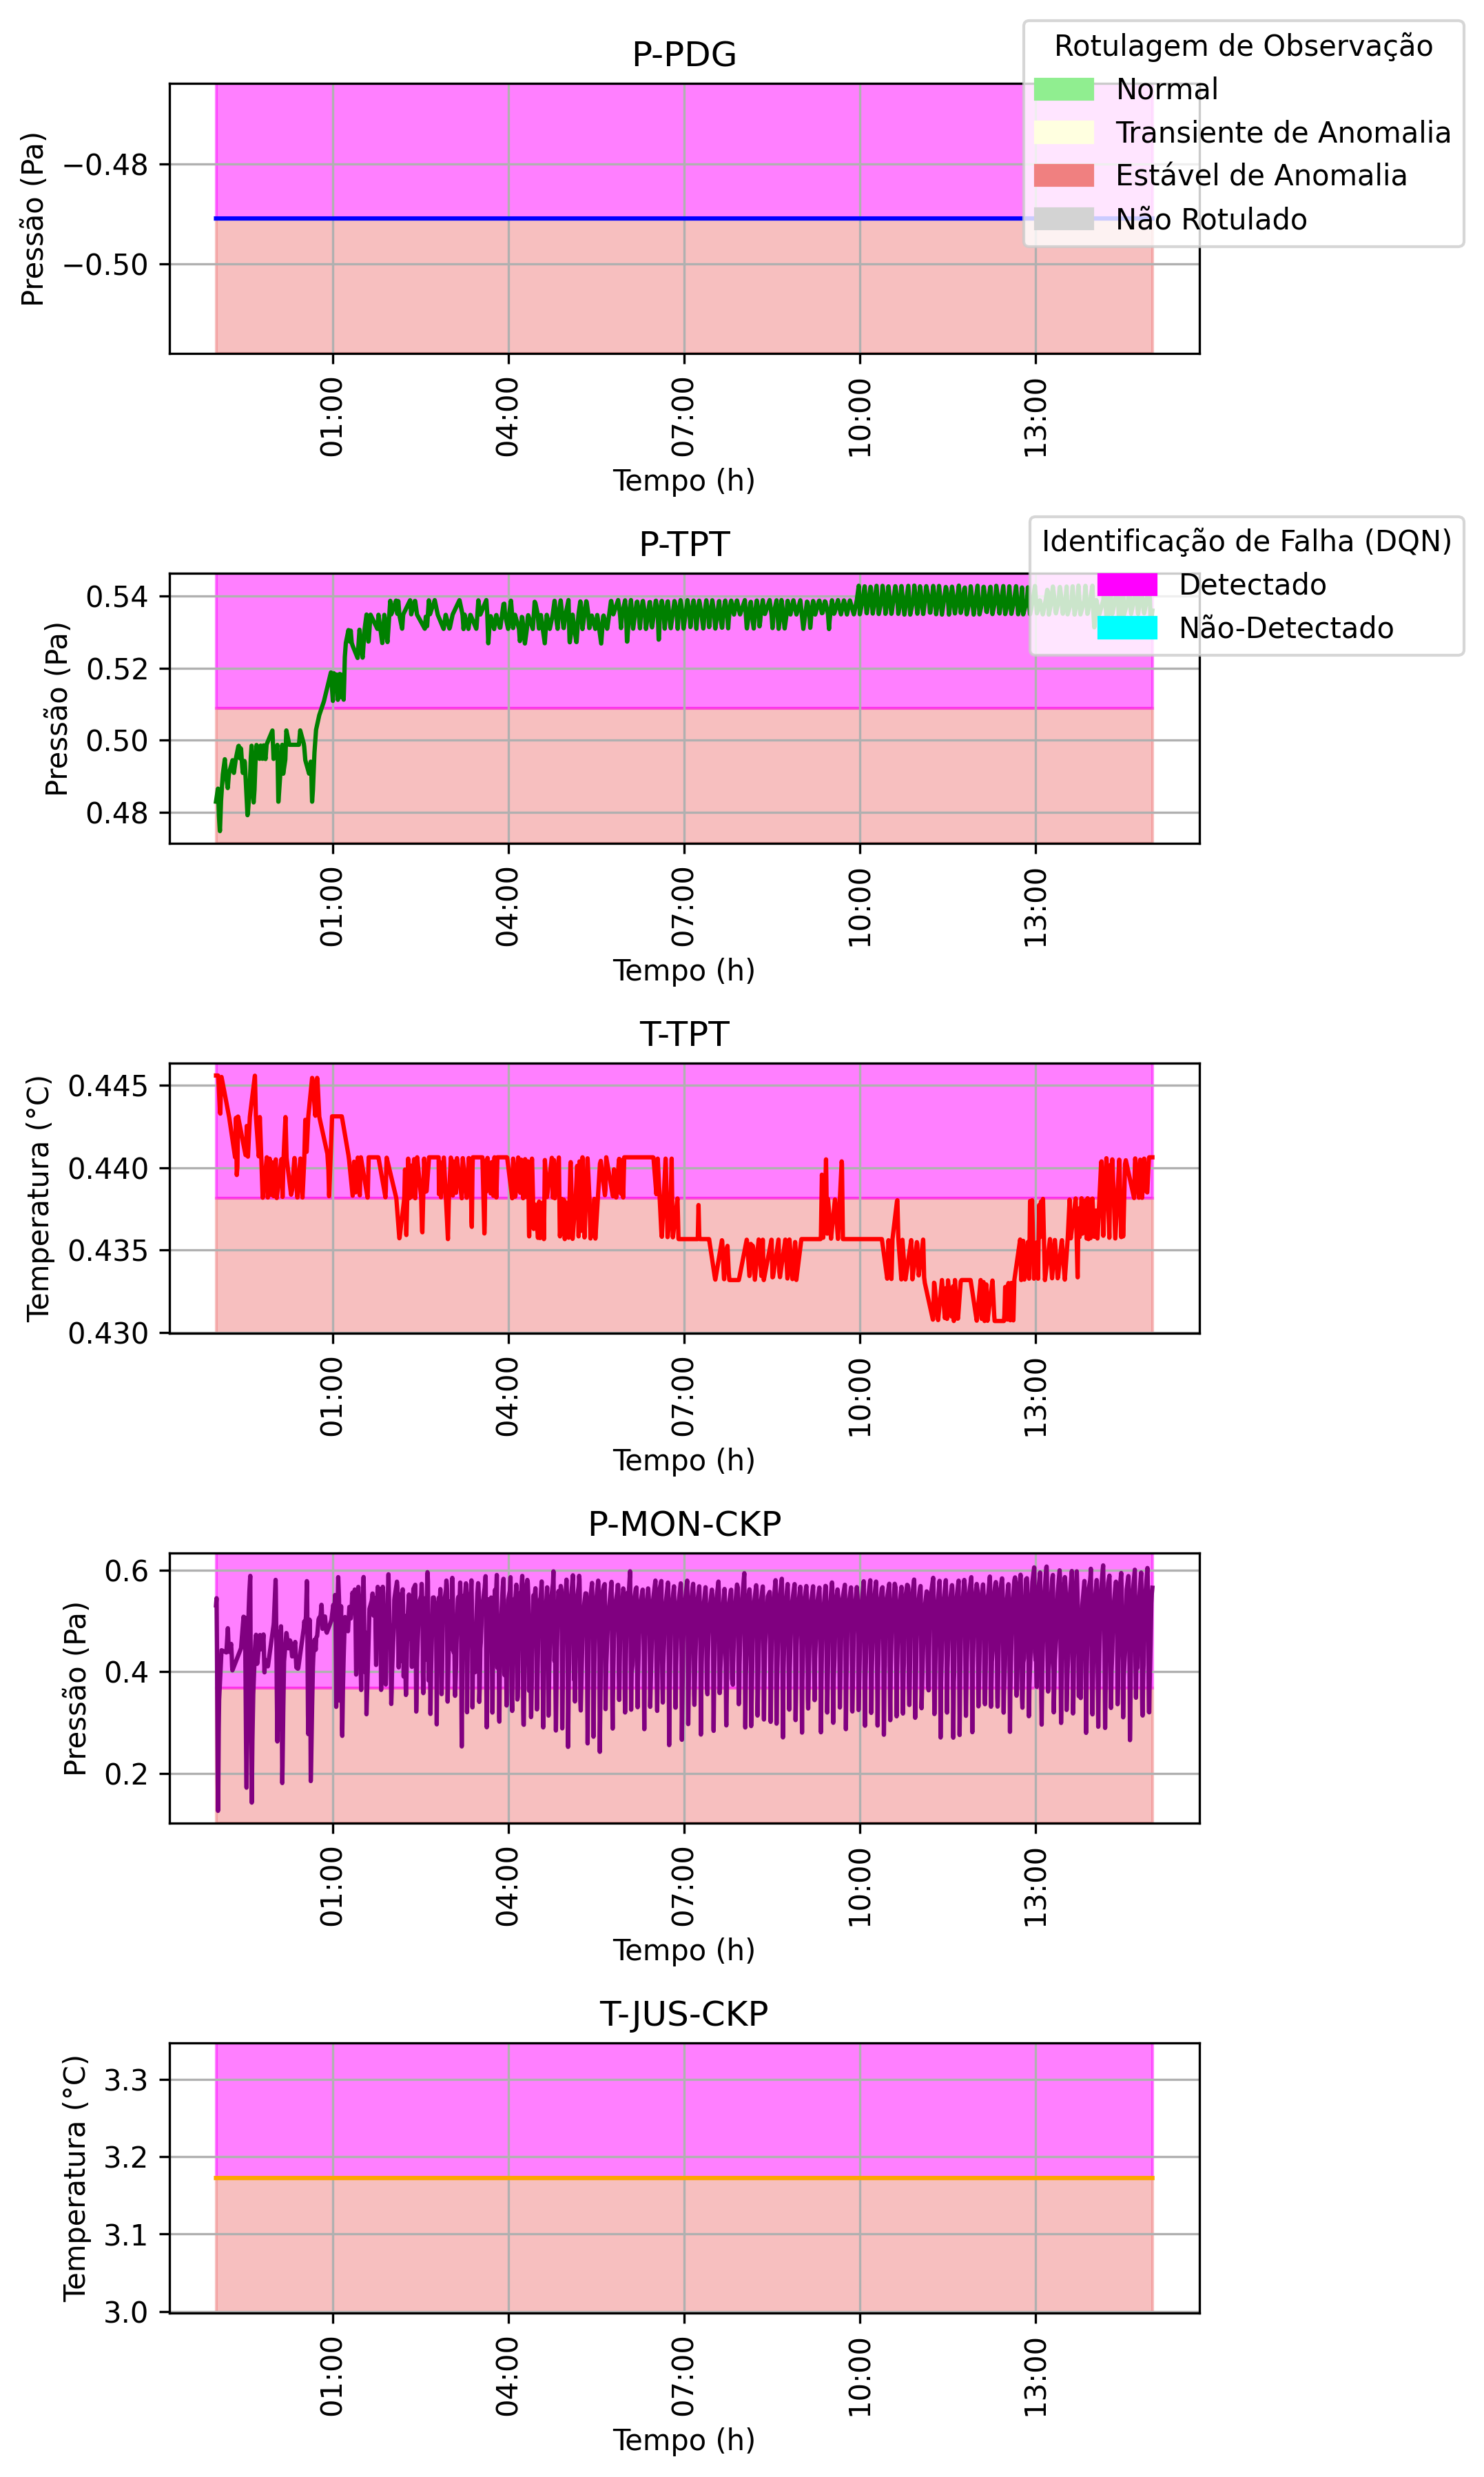 P-PDG
Rotulagem de Observação
Normal
Transiente de Anomalia
Estável de Anomalia
Não Rotulado
Pressão (Pa)
−0.48
−0.50
01:00
04:00
07:00
10:00
13:00
Tempo (h)
P-TPT
Identificação de Falha (DQN)
Detectado
Não-Detectado
Pressão (Pa)
0.54
0.52
0.50
0.48
01:00
04:00
07:00
10:00
13:00
Tempo (h)
T-TPT
Temperatura (°C)
0.445
0.440
0.435
0.430
01:00
04:00
07:00
10:00
13:00
Tempo (h)
P-MON-CKP
Pressão (Pa)
0.6
0.4
0.2
01:00
04:00
07:00
10:00
13:00
Tempo (h)
T-JUS-CKP
Temperatura (°C)
3.3
3.2
3.1
3.0
01:00
04:00
07:00
10:00
13:00
Tempo (h)